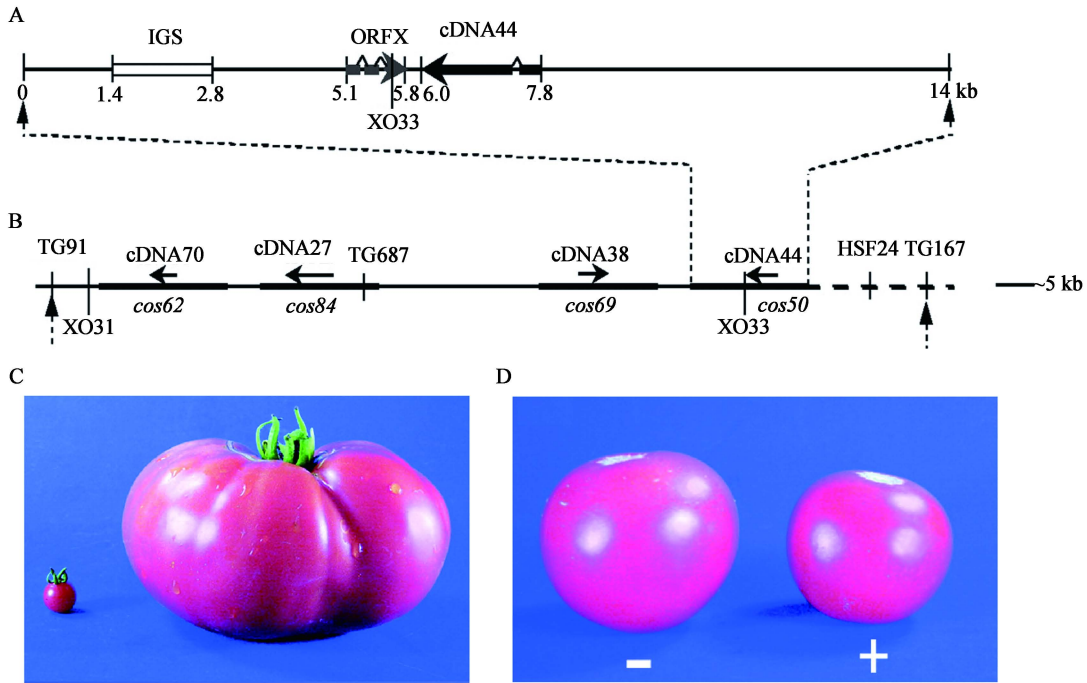 A
IGS ORFX cDNA44
0 1.4 2.8 5.1 5.8 6.0 7.8 14 kb
XO33
B
TG91 cDNA70 cDNA27 TG687 cDNA38 cDNA44 HSF24 TG167
~5 kb
XO31 cos62 cos84 cos69 XO33 cos50
C D
- +